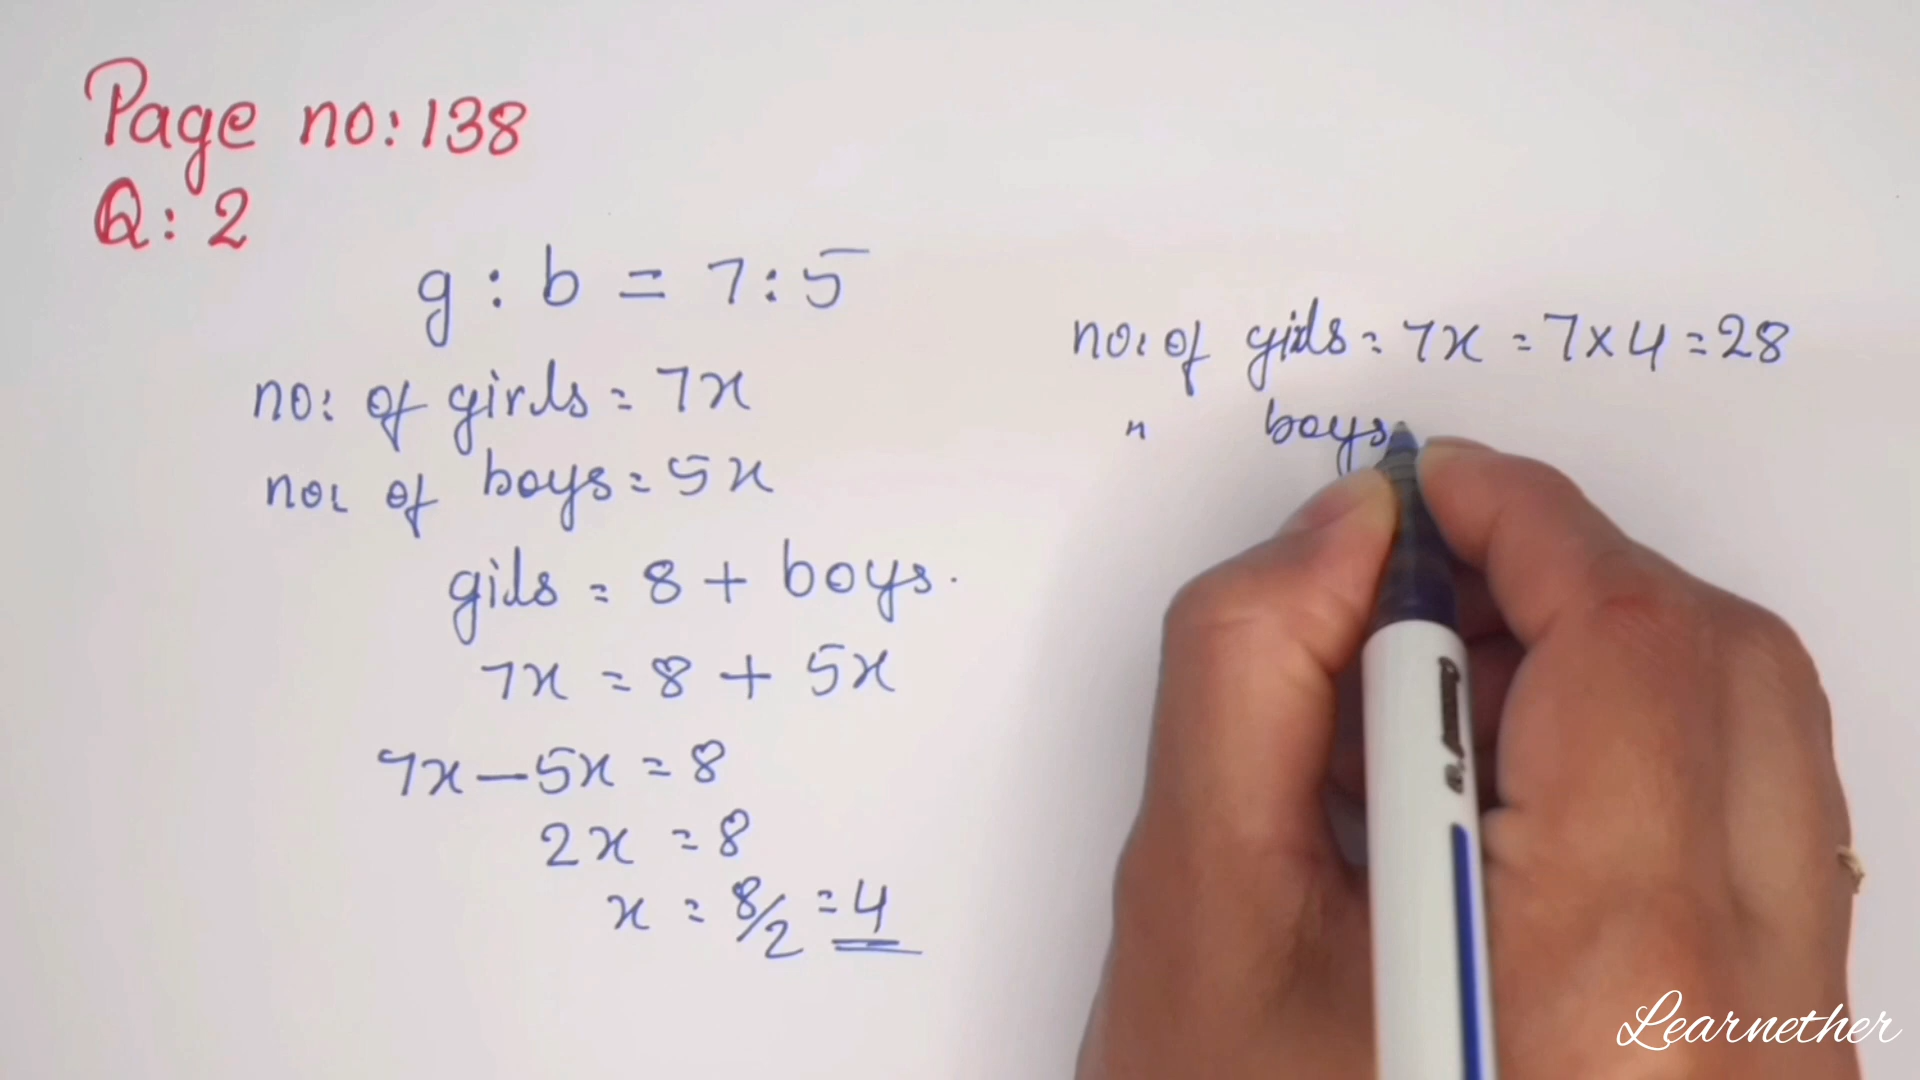 Page no: 138
Q: 2
g : b = 7 : 5
no: of girls = 7x
no: of boys = 5x
gils = 8 + boys.
7x = 8 + 5x
7x - 5x = 8
2x = 8
x = 8/2 = 4
no: of girls = 7x = 7 x 4 = 28
" boys
Learnether